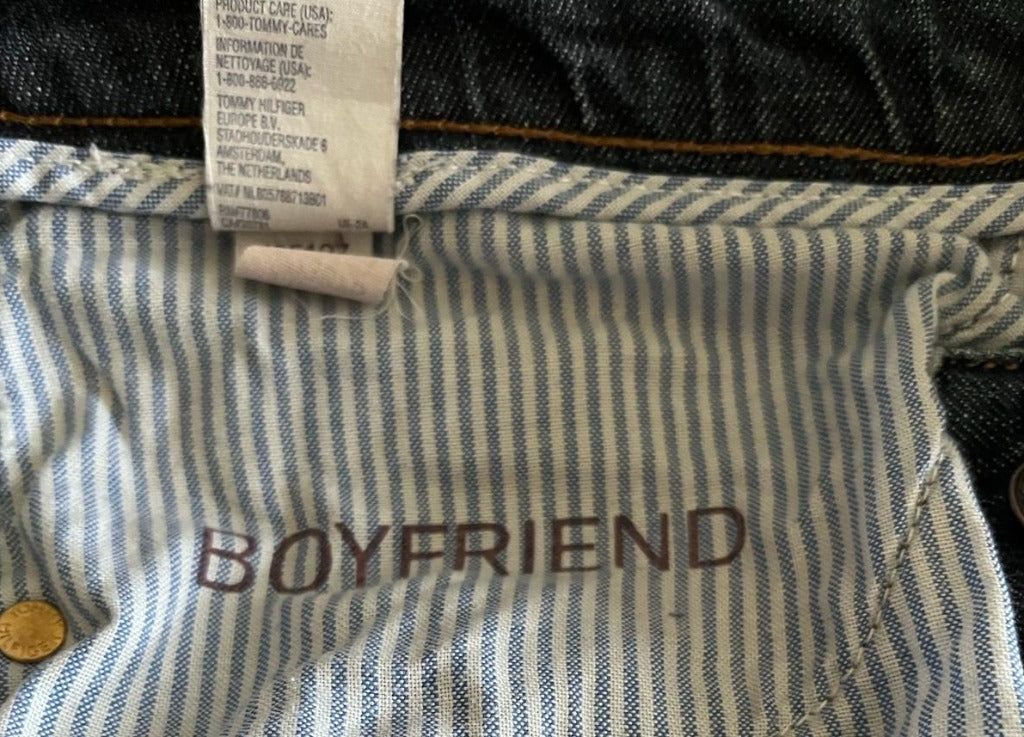 PRODUCT CARE (USA):
1-800-TOMMY-CARES
INFORMATION DE
NETTOYAGE (USA):
1-800-866-6922
TOMMY HILFIGER
EUROPE B.V.
STADHOUDERSKADE 6
AMSTERDAM,
THE NETHERLANDS
BOYFRIEND